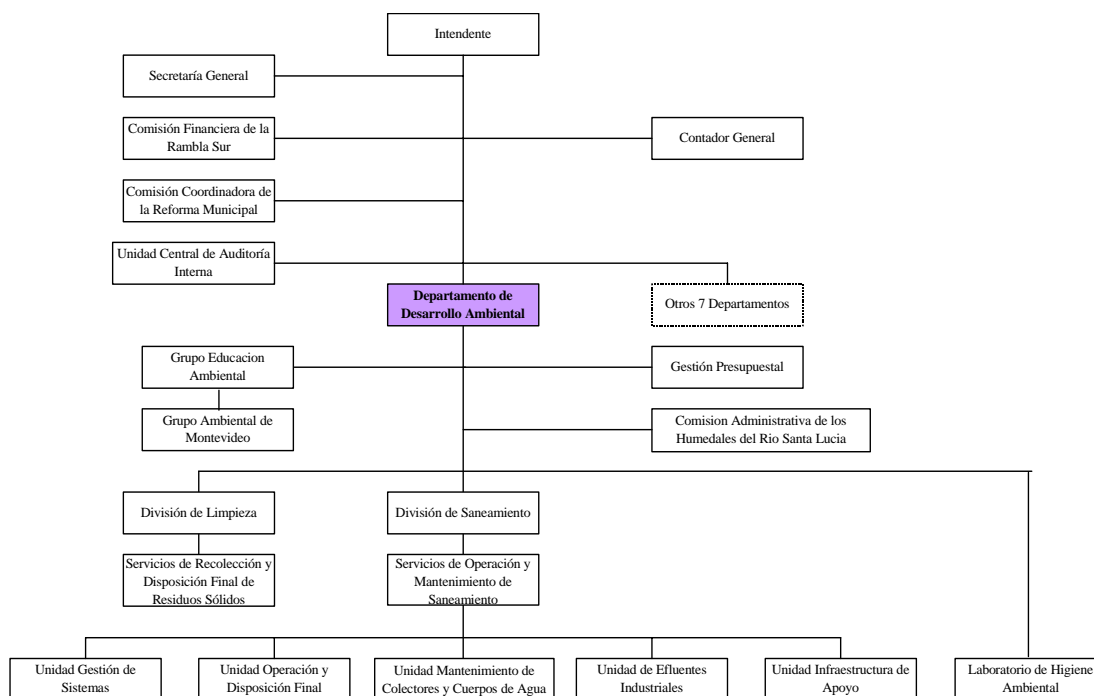 Intendente
Secretaría General
Comisión Financiera de la
Rambla Sur
Contador General
Comisión Coordinadora de
la Reforma Municipal
Unidad Central de Auditoría
Interna
Departamento de
Desarrollo Ambiental
Otros 7 Departamentos
Grupo Educacion
Ambiental
Gestión Presupuestal
Grupo Ambiental de
Montevideo
Comision Administrativa de los
Humedales del Rio Santa Lucia
División de Limpieza
División de Saneamiento
Servicios de Recolección y
Disposición Final de
Residuos Sólidos
Servicios de Operación y
Mantenimiento de
Saneamiento
Unidad Gestión de
Sistemas
Unidad Operación y
Disposición Final
Unidad Mantenimiento de
Colectores y Cuerpos de Agua
Unidad de Efluentes
Industriales
Unidad Infraestructura de
Apoyo
Laboratorio de Higiene
Ambiental